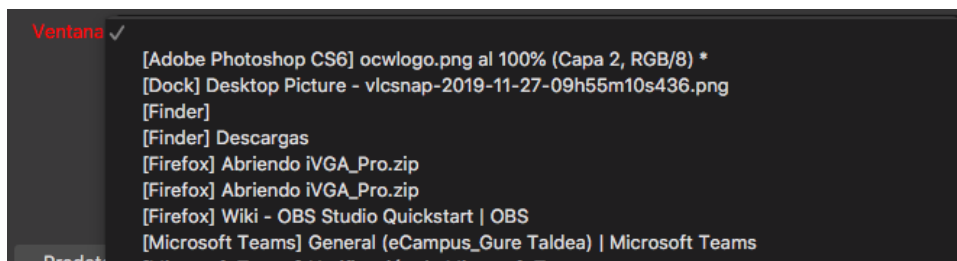 Ventana ✓
[Adobe Photoshop CS6] ocwlogo.png al 100% (Capa 2, RGB/8) *
[Dock] Desktop Picture - vlcsnap-2019-11-27-09h55m10s436.png
[Finder]
[Finder] Descargas
[Firefox] Abriendo iVGA_Pro.zip
[Firefox] Abriendo iVGA_Pro.zip
[Firefox] Wiki - OBS Studio Quickstart | OBS
[Microsoft Teams] General (eCampus_Gure Taldea) | Microsoft Teams